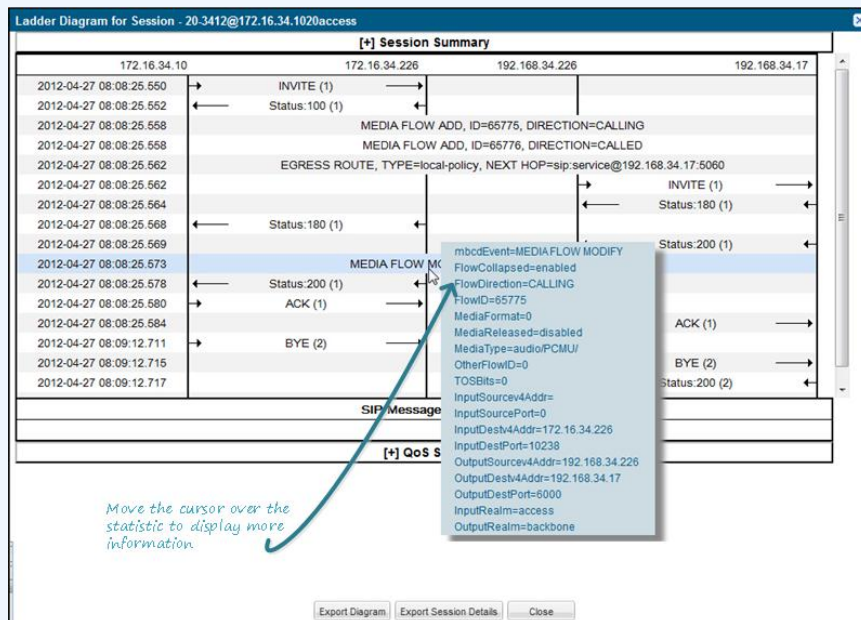 Ladder Diagram for Session - 20-3412@172.16.34.1020access
[+] Session Summary
172.16.34.10 172.16.34.226 192.168.34.226 192.168.34.17
2012-04-27 08:08:25.550 INVITE (1)
2012-04-27 08:08:25.552 Status:100 (1)
2012-04-27 08:08:25.558 MEDIA FLOW ADD, ID=65775, DIRECTION=CALLING
2012-04-27 08:08:25.558 MEDIA FLOW ADD, ID=65776, DIRECTION=CALLED
2012-04-27 08:08:25.562 EGRESS ROUTE, TYPE=local-policy, NEXT HOP=sip:service@192.168.34.17:5060
2012-04-27 08:08:25.562 INVITE (1)
2012-04-27 08:08:25.564 Status:180 (1)
2012-04-27 08:08:25.568 Status:180 (1)
2012-04-27 08:08:25.569 Status:200 (1)
2012-04-27 08:08:25.573 MEDIA FLOW MO
2012-04-27 08:08:25.578 Status:200 (1)
2012-04-27 08:08:25.580 ACK (1)
2012-04-27 08:08:25.584 ACK (1)
2012-04-27 08:09:12.711 BYE (2)
2012-04-27 08:09:12.715 BYE (2)
2012-04-27 08:09:12.717 Status:200 (2)
SIP Message
[+] QoS S
mbcdEvent=MEDIA FLOW MODIFY
FlowCollapsed=enabled
FlowDirection=CALLING
FlowID=65775
MediaFormat=0
MediaReleased=disabled
MediaType=audio/PCMU/
OtherFlowID=0
TOSBits=0
InputSourcev4Addr=
InputSourcePort=0
InputDestv4Addr=172.16.34.226
InputDestPort=10238
OutputSourcev4Addr=192.168.34.226
OutputDestv4Addr=192.168.34.17
OutputDestPort=6000
InputRealm=access
OutputRealm=backbone
Move the cursor over the
statistic to display more
information
Export Diagram Export Session Details Close